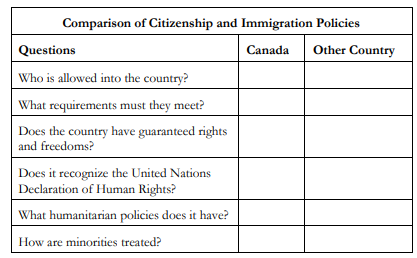 Comparison of Citizenship and Immigration Policies
Questions Canada Other Country
Who is allowed into the country?
What requirements must they meet?
Does the country have guaranteed rights
and freedoms?
Does it recognize the United Nations
Declaration of Human Rights?
What humanitarian policies does it have?
How are minorities treated?